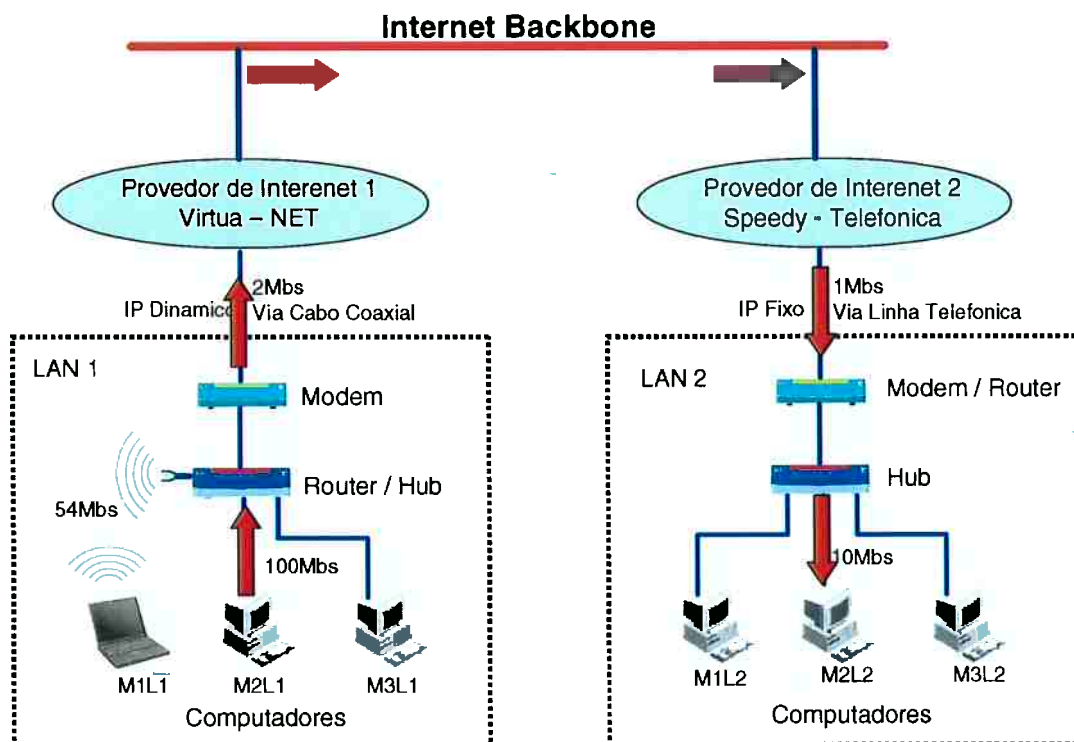 Internet Backbone
Provedor de Interenet 1
Virtua – NET
Provedor de Interenet 2
Speedy - Telefonica
IP Dinamico
2Mbs
Via Cabo Coaxial
IP Fixo
1Mbs
Via Linha Telefonica
LAN 1
Modem
Router / Hub
54Mbs
100Mbs
M1L1
M2L1
M3L1
Computadores
LAN 2
Modem / Router
Hub
10Mbs
M1L2
M2L2
M3L2
Computadores